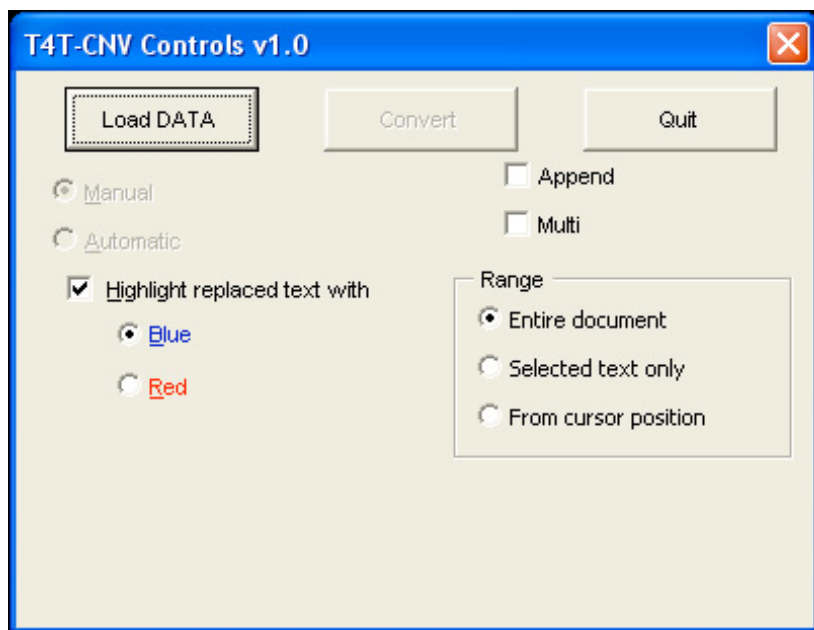 T4T-CNV Controls v1.0
Load DATA
Convert
Quit
Manual
Automatic
Append
Multi
Highlight replaced text with
Blue
Red
Range
Entire document
Selected text only
From cursor position